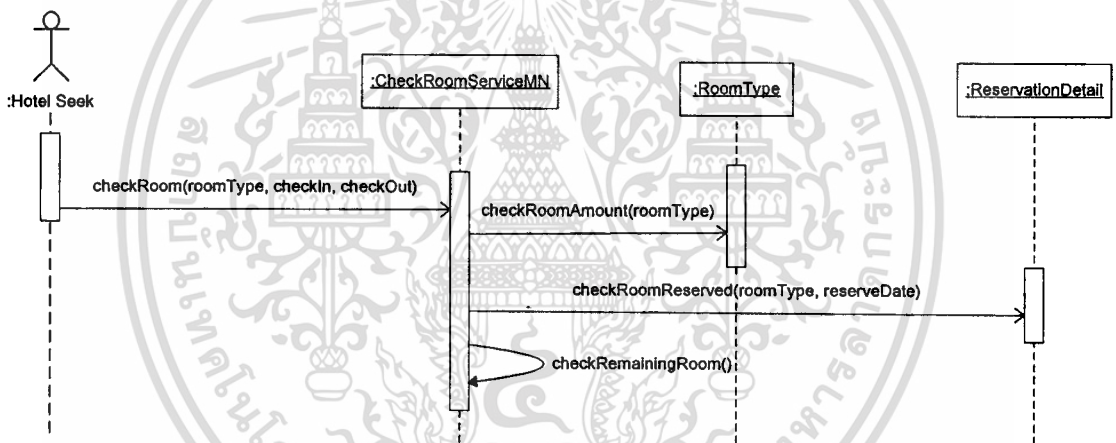 :CheckRoomServiceMN
:RoomType
:ReservationDetail
:Hotel Seek
checkRoom(roomType, checkIn, checkOut)
checkRoomAmount(roomType)
checkRoomReserved(roomType, reserveDate)
checkRemainingRoom()